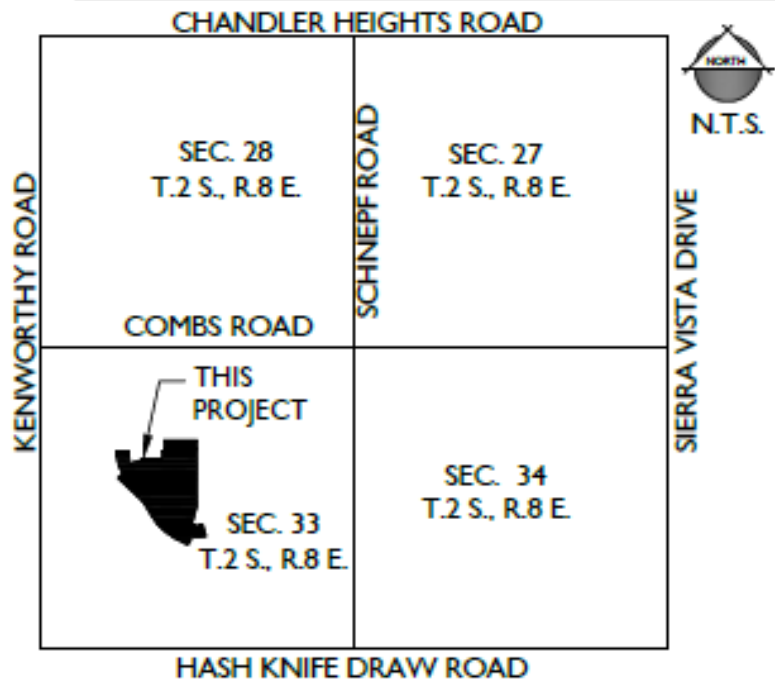 CHANDLER HEIGHTS ROAD
NORTH
N.T.S.
SEC. 28
T.2 S., R.8 E.
SCHNEPF ROAD
SEC. 27
T.2 S., R.8 E.
KENWORTHY ROAD
SIERRA VISTA DRIVE
COMBS ROAD
THIS
PROJECT
SEC. 33
T.2 S., R.8 E.
SEC. 34
T.2 S., R.8 E.
HASH KNIFE DRAW ROAD